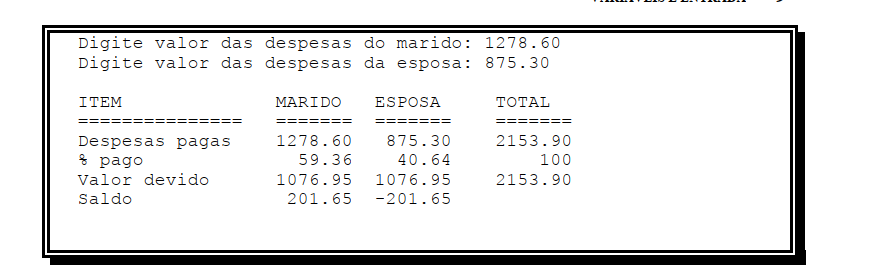 VARIÁVEIS E ENTRADA
Digite valor das despesas do marido: 1278.60
Digite valor das despesas da esposa: 875.30
ITEM MARIDO ESPOSA TOTAL
=============== ======= ======= =======
Despesas pagas 1278.60 875.30 2153.90
% pago 59.36 40.64 100
Valor devido 1076.95 1076.95 2153.90
Saldo 201.65 -201.65